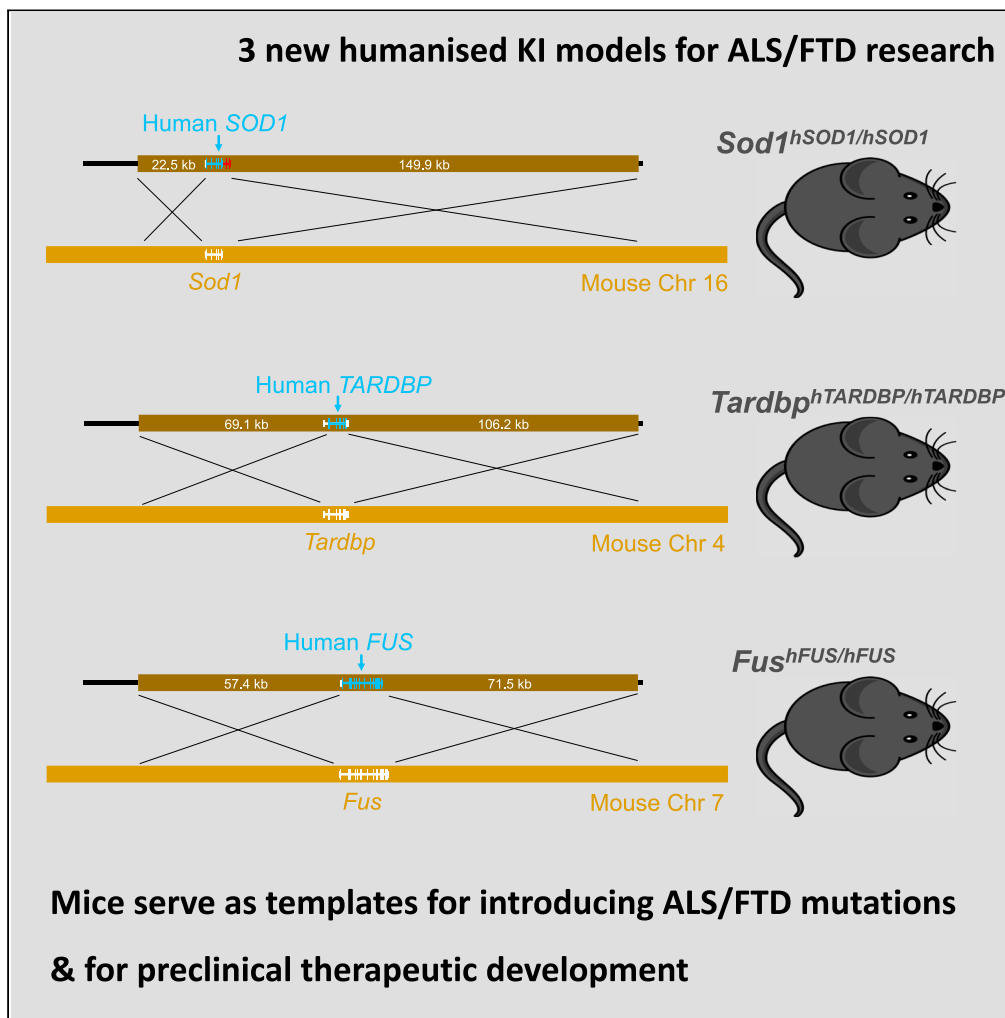 3 new humanised KI models for ALS/FTD research
Human SOD1
Sod1hSOD1/hSOD1
22.5 kb
149.9 kb
Sod1
Mouse Chr 16
Human TARDBP
TardbphTARDBP/hTARDBP
69.1 kb
106.2 kb
Tardbp
Mouse Chr 4
Human FUS
FushFUS/hFUS
57.4 kb
71.5 kb
Fus
Mouse Chr 7
Mice serve as templates for introducing ALS/FTD mutations
& for preclinical therapeutic development